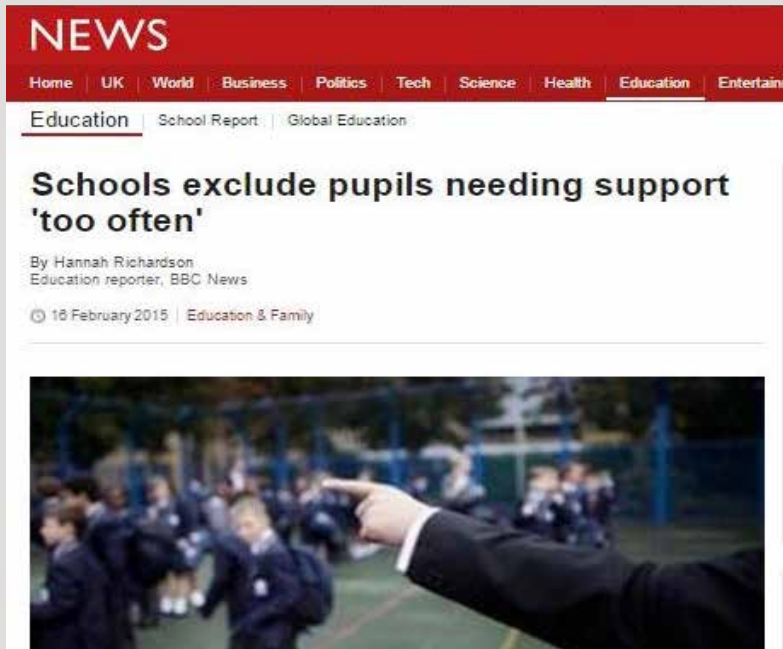 NEWS
Home UK World Business Politics Tech Science Health Education Entertain
Education School Report Global Education
Schools exclude pupils needing support
'too often'
By Hannah Richardson
Education reporter, BBC News
16 February 2015 Education & Family